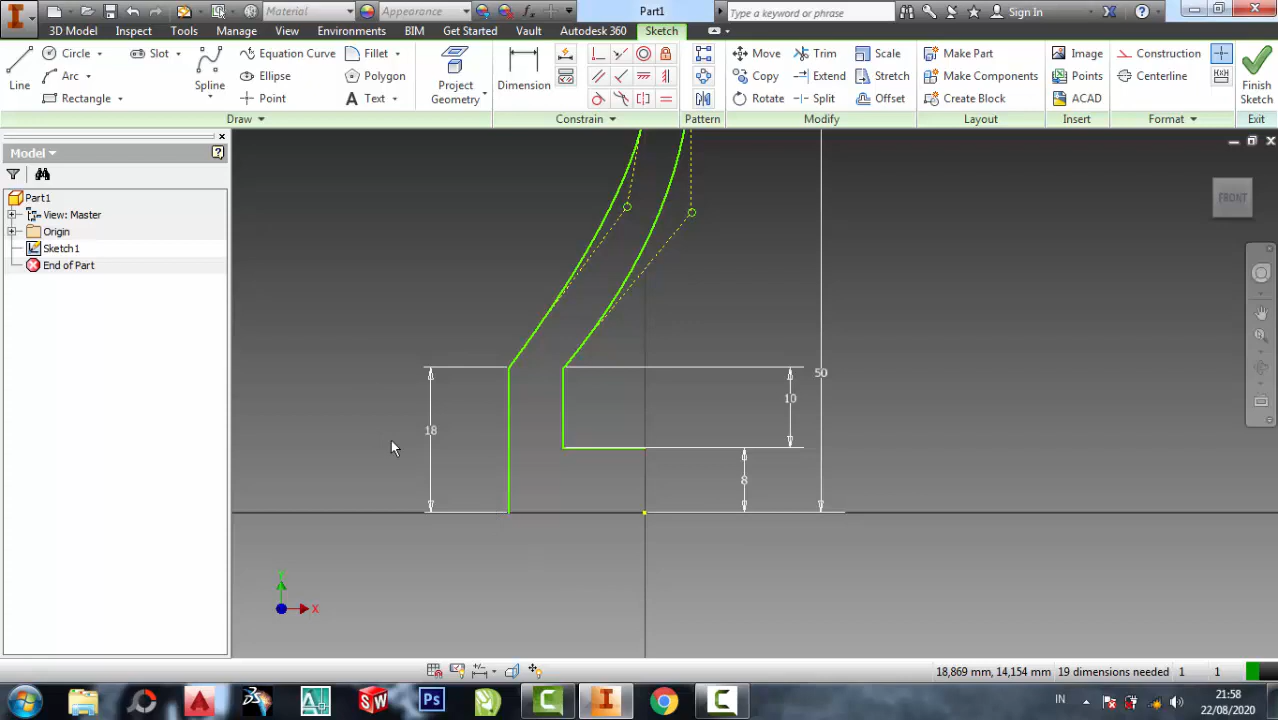 Material
Appearance
fx
Part1
Type a keyword or phrase
Sign In
3D Model
Inspect
Tools
Manage
View
Environments
BIM
Get Started
Vault
Autodesk 360
Sketch
Line
Circle
Arc
Rectangle
Slot
Spline
Equation Curve
Ellipse
Point
Fillet
Polygon
A Text
Project
Geometry
Dimension
Move
Copy
Rotate
Trim
Extend
Split
Scale
Stretch
Offset
Make Part
Make Components
Create Block
Image
Points
ACAD
Construction
Centerline
Finish
Sketch
Draw
Constrain
Pattern
Modify
Layout
Insert
Format
Exit
Model
Part1
View: Master
Origin
Sketch1
End of Part
FRONT
50
10
18
8
X
18,869 mm, 14,154 mm
19 dimensions needed
1
1
SW
Ps
IN
21:58
22/08/2020